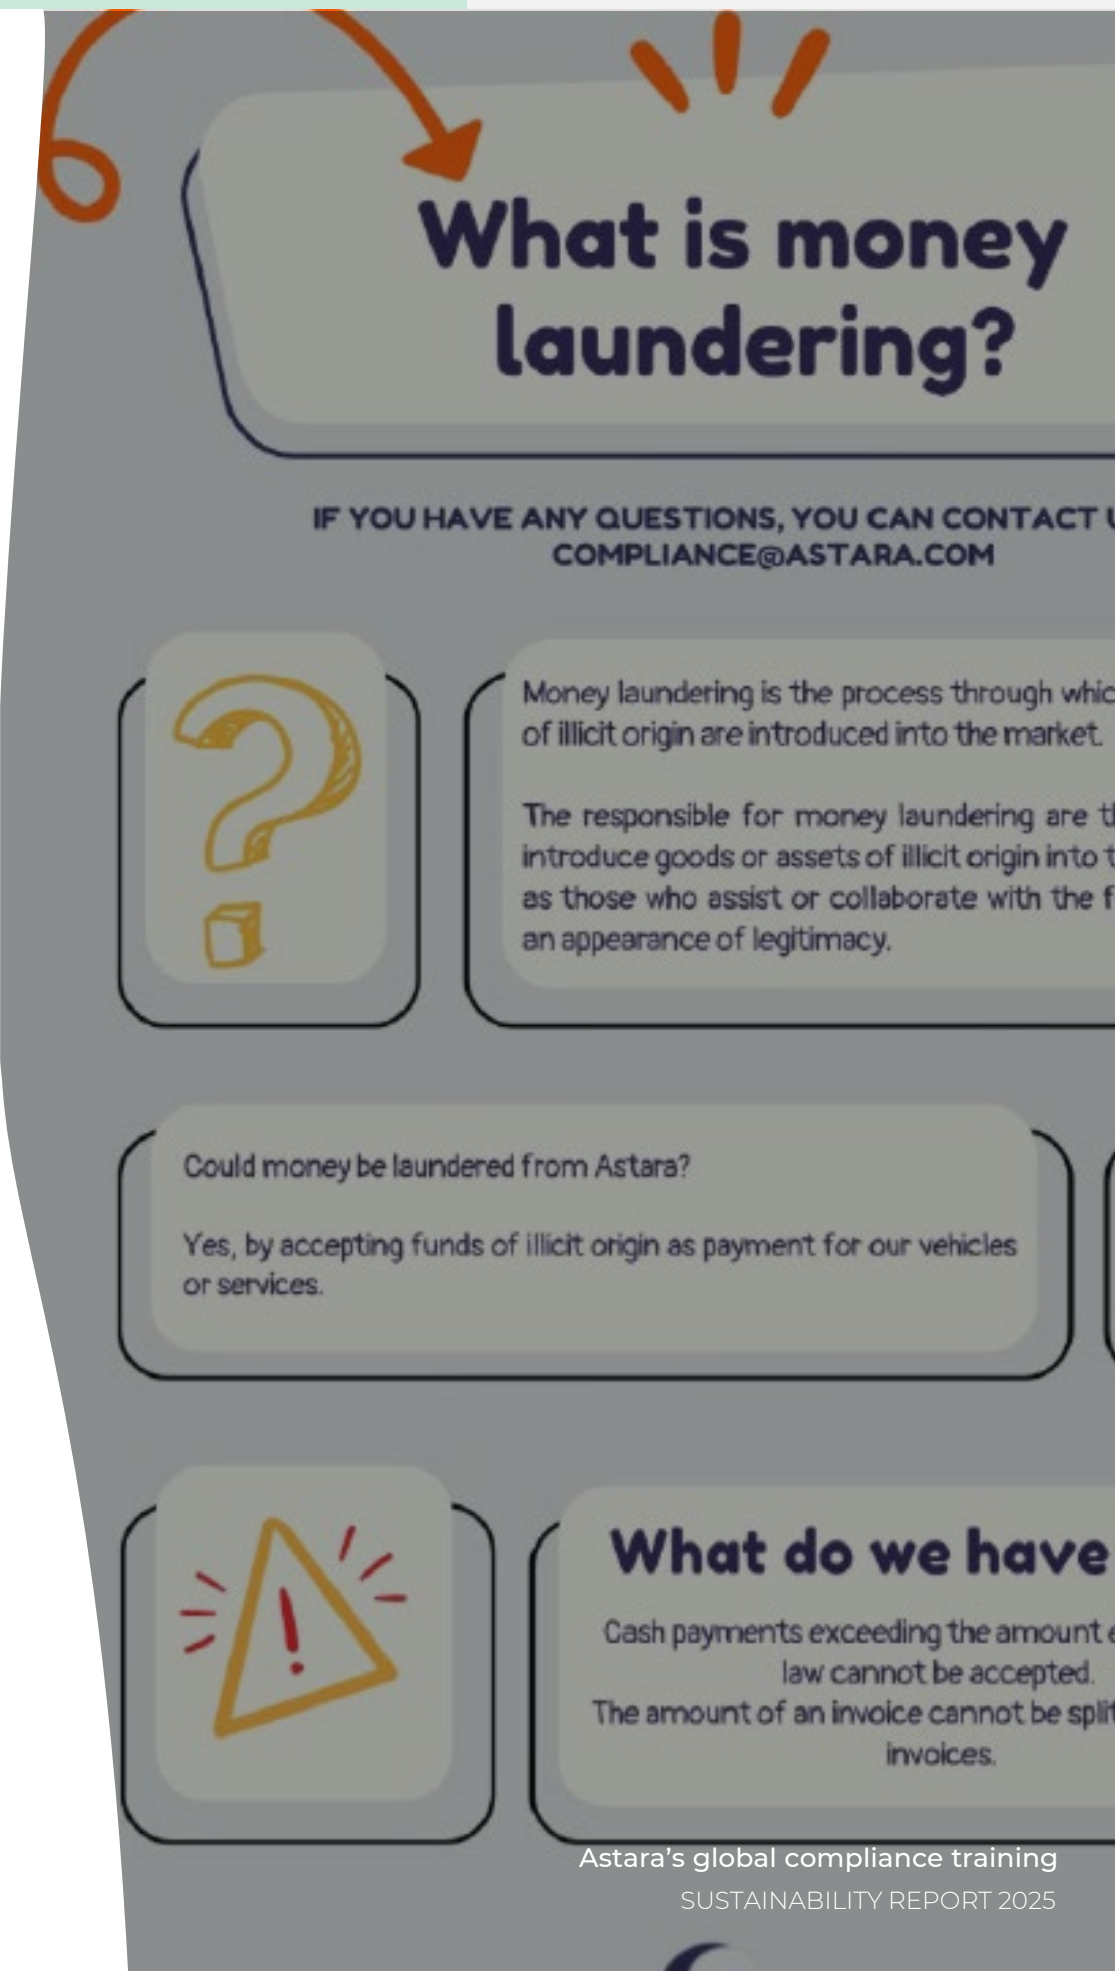 What is money
laundering?
IF YOU HAVE ANY QUESTIONS, YOU CAN CONTACT
COMPLIANCE@ASTARA.COM
Money laundering is the process through
of illicit origin are introduced into the market.
The responsible for money laundering are
introduce goods or assets of illicit origin into
as those who assist or collaborate with the
an appearance of legitimacy.
Could money be laundered from Astara?
Yes, by accepting funds of illicit origin as payment for our vehicles
or services.
What do we have
Cash payments exceeding the amount
law cannot be accepted.
The amount of an invoice cannot be split
invoices.
Astara’s global compliance training
SUSTAINABILITY REPORT 2025